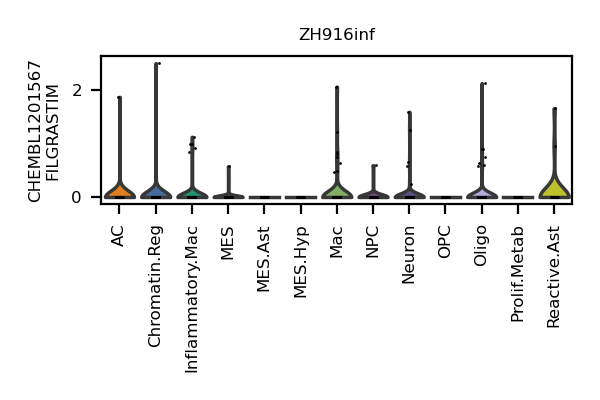 ZH916inf
CHEMBL1201567
FILGRASTIM
2
0
AC
Chromatin.Reg
Inflammatory.Mac
MES
MES.Ast
MES.Hyp
Mac
NPC
Neuron
OPC
Oligo
Prolif.Metab
Reactive.Ast